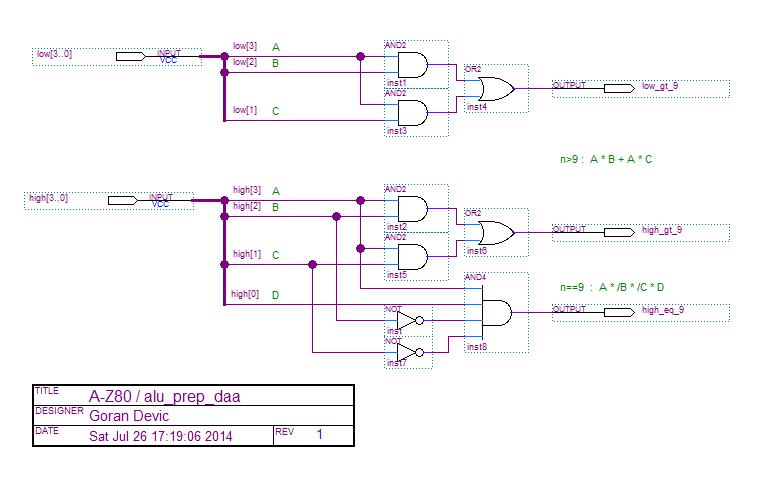 low[3..0] INPUT VCC
low[3] A
low[2] B
low[1] C
AND2
inst1
AND2
inst3
OR2
inst4
OUTPUT low_gt_9
n>9 : A * B + A * C
high[3..0] INPUT VCC
high[3] A
high[2] B
high[1] C
high[0] D
AND2
inst2
AND2
inst5
OR2
inst6
OUTPUT high_gt_9
AND4
inst8
NOT
inst
NOT
inst7
n==9 : A * /B * /C * D
OUTPUT high_eq_9
TITLE A-Z80 / alu_prep_daa
DESIGNER Goran Devic
DATE Sat Jul 26 17:19:06 2014 REV 1